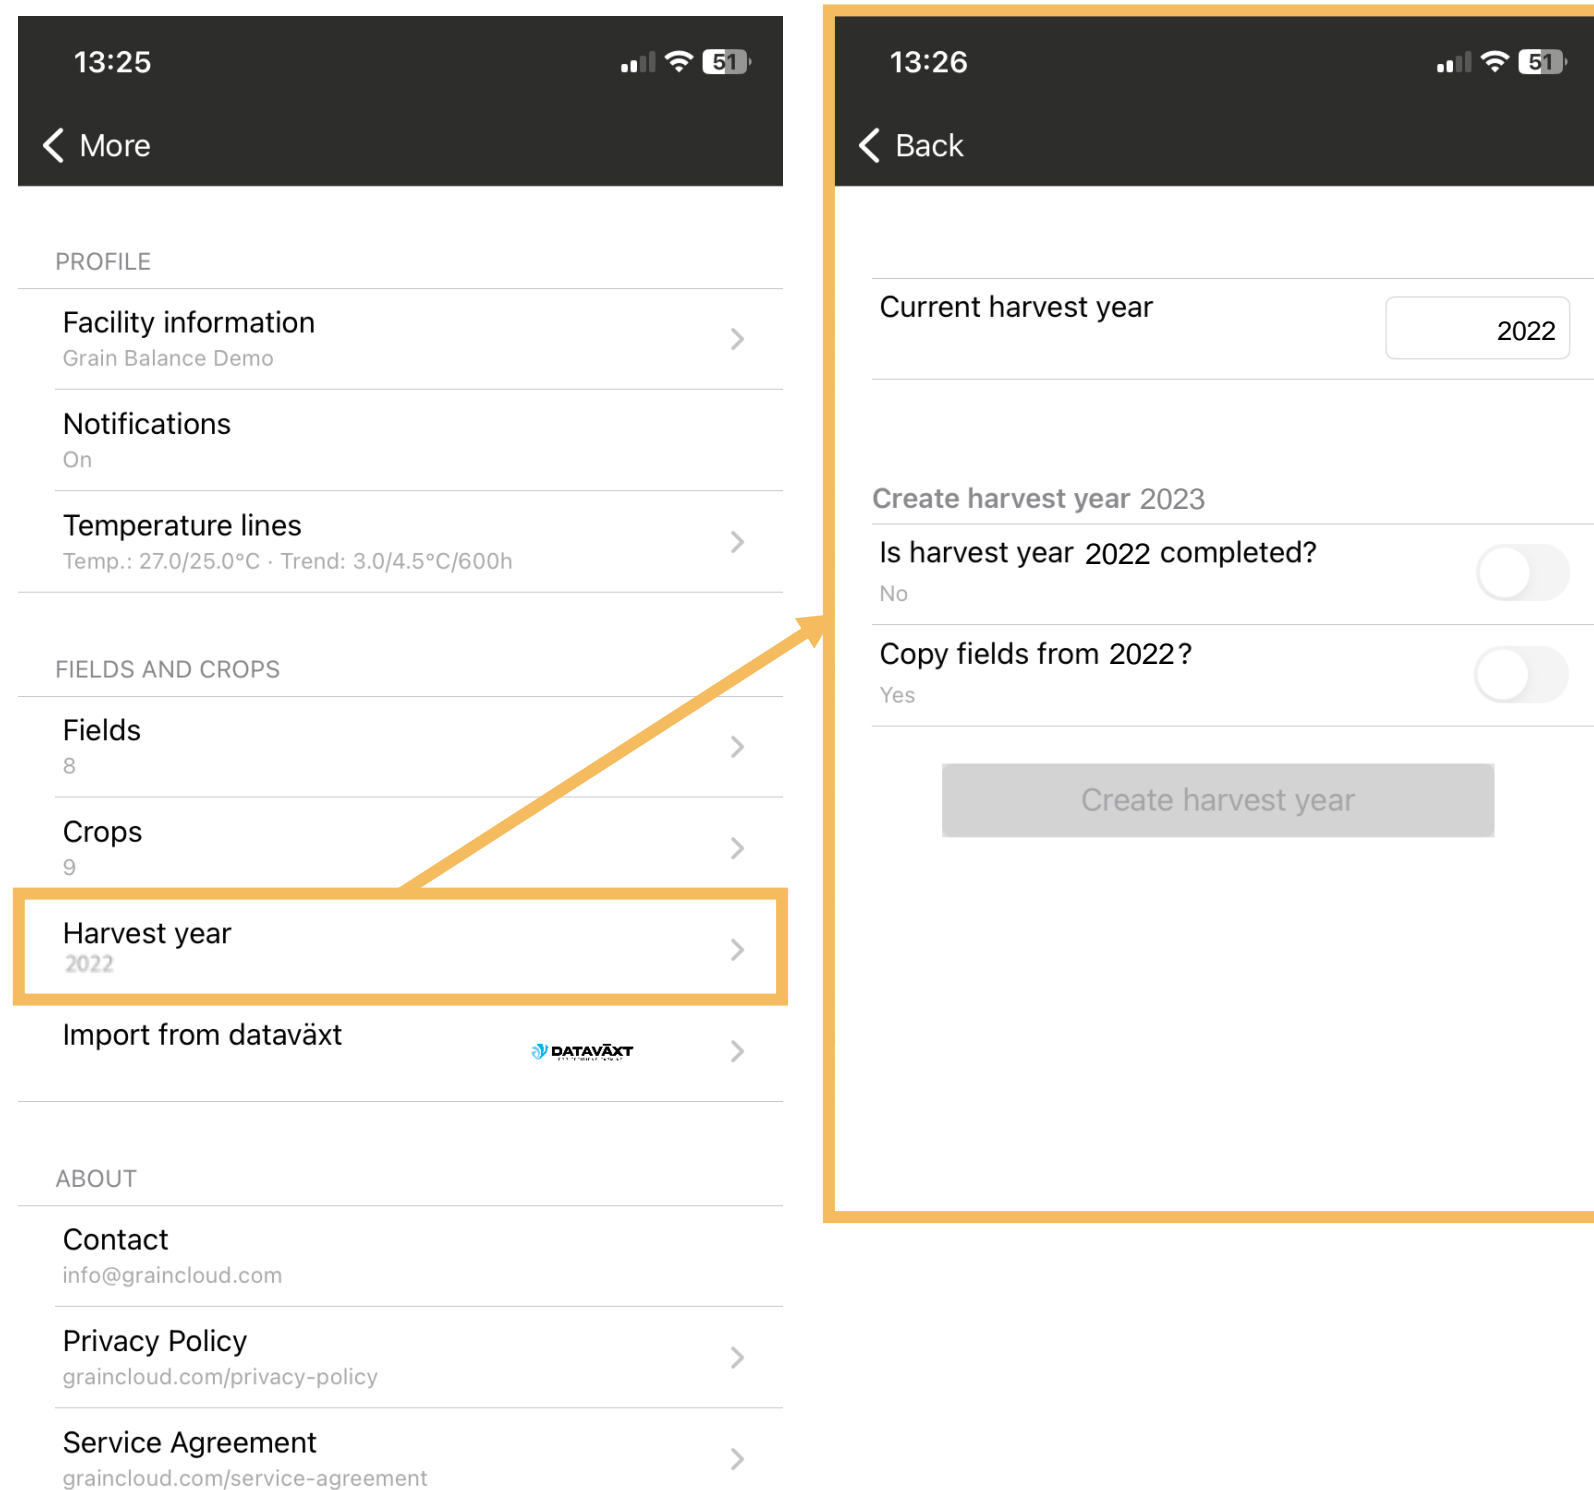 13:25
51
More
PROFILE
Facility information
Grain Balance Demo
Notifications
On
Temperature lines
Temp.: 27.0/25.0°C · Trend: 3.0/4.5°C/600h
FIELDS AND CROPS
Fields
8
Crops
9
Harvest year
2022
Import from dataväxt
DATAVÄXT
ABOUT
Contact
info@graincloud.com
Privacy Policy
graincloud.com/privacy-policy
Service Agreement
graincloud.com/service-agreement
13:26
51
Back
Current harvest year
2022
Create harvest year 2023
Is harvest year 2022 completed?
No
Copy fields from 2022?
Yes
Create harvest year